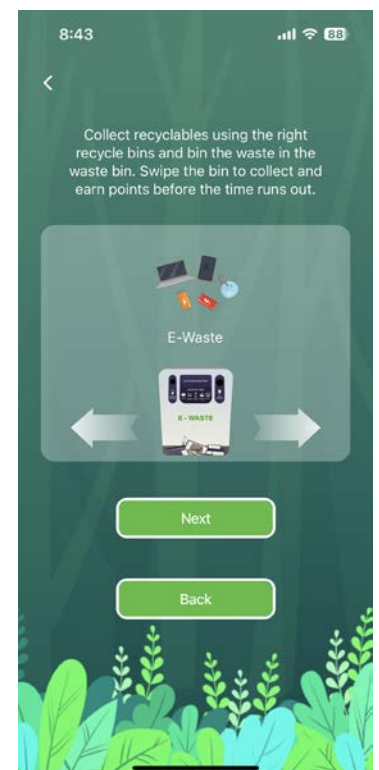 8:43
88
Collect recyclables using the right
recycle bins and bin the waste in the
waste bin. Swipe the bin to collect and
earn points before the time runs out.
E-Waste
E-WASTE
Next
Back